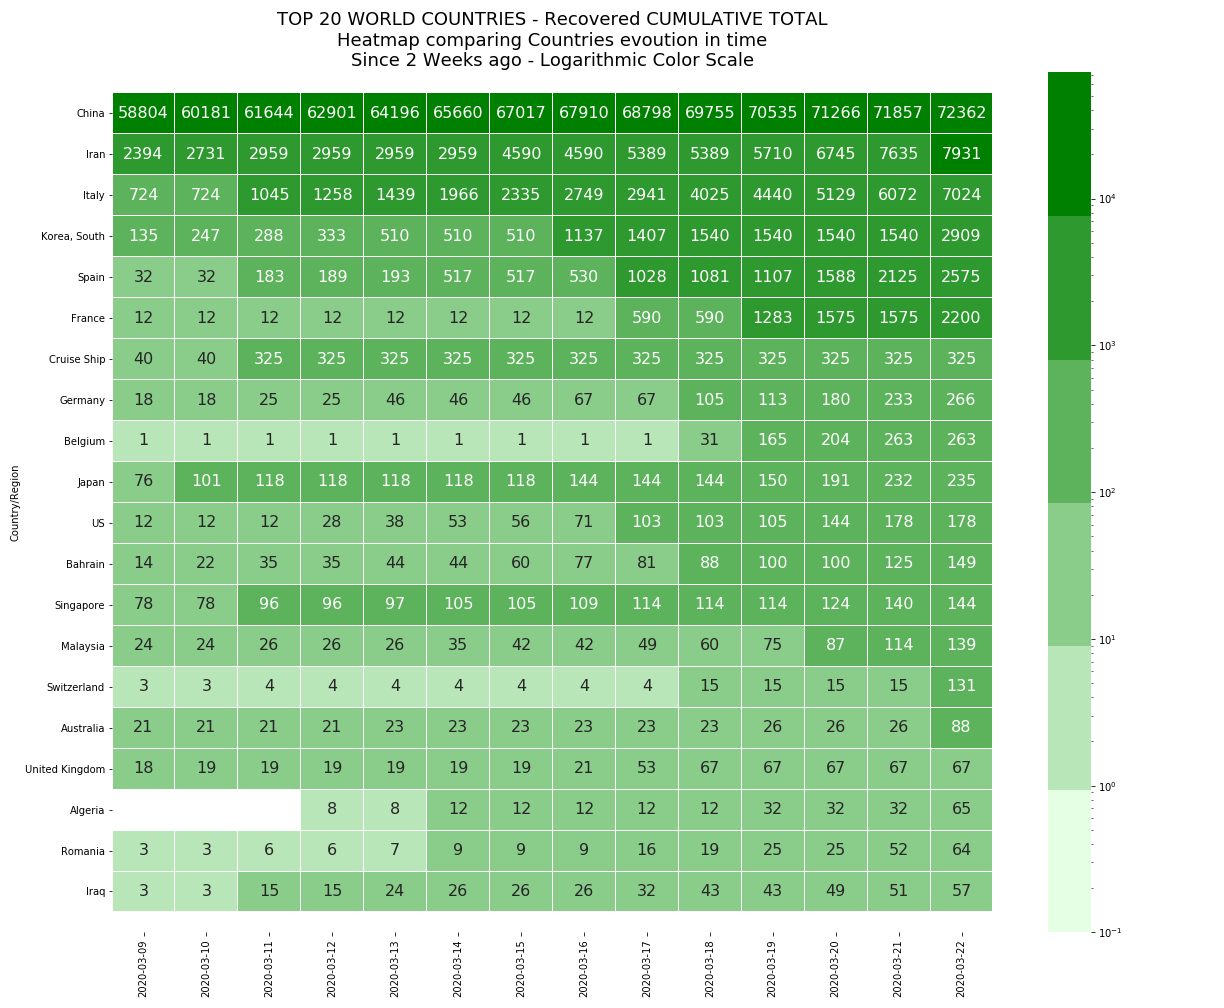 TOP 20 WORLD COUNTRIES - Recovered CUMULATIVE TOTAL
Heatmap comparing Countries evoution in time
Since 2 Weeks ago - Logarithmic Color Scale
China 58804 60181 61644 62901 64196 65660 67017 67910 68798 69755 70535 71266 71857 72362
Iran 2394 2731 2959 2959 2959 2959 4590 4590 5389 5389 5710 6745 7635 7931
Italy 724 724 1045 1258 1439 1966 2335 2749 2941 4025 4440 5129 6072 7024
Korea, South 135 247 288 333 510 510 510 1137 1407 1540 1540 1540 1540 2909
Spain 32 32 183 189 193 517 517 530 1028 1081 1107 1588 2125 2575
France 12 12 12 12 12 12 12 12 590 590 1283 1575 1575 2200
Cruise Ship 40 40 325 325 325 325 325 325 325 325 325 325 325 325
Germany 18 18 25 25 46 46 46 67 67 105 113 180 233 266
Belgium 1 1 1 1 1 1 1 1 1 31 165 204 263 263
Japan 76 101 118 118 118 118 118 144 144 144 150 191 232 235
US 12 12 12 28 38 53 56 71 103 103 105 144 178 178
Bahrain 14 22 35 35 44 44 60 77 81 88 100 100 125 149
Singapore 78 78 96 96 97 105 105 109 114 114 114 124 140 144
Malaysia 24 24 26 26 26 35 42 42 49 60 75 87 114 139
Switzerland 3 3 4 4 4 4 4 4 4 15 15 15 15 131
Australia 21 21 21 21 23 23 23 23 23 23 26 26 26 88
United Kingdom 18 19 19 19 19 19 19 21 53 67 67 67 67 67
Algeria 8 8 12 12 12 12 12 32 32 32 65
Romania 3 3 6 6 7 9 9 9 16 19 25 25 52 64
Iraq 3 3 15 15 24 26 26 26 32 43 43 49 51 57
Country/Region
2020-03-09 2020-03-10 2020-03-11 2020-03-12 2020-03-13 2020-03-14 2020-03-15 2020-03-16 2020-03-17 2020-03-18 2020-03-19 2020-03-20 2020-03-21 2020-03-22
10⁴
10³
10²
10¹
10⁰
10⁻¹